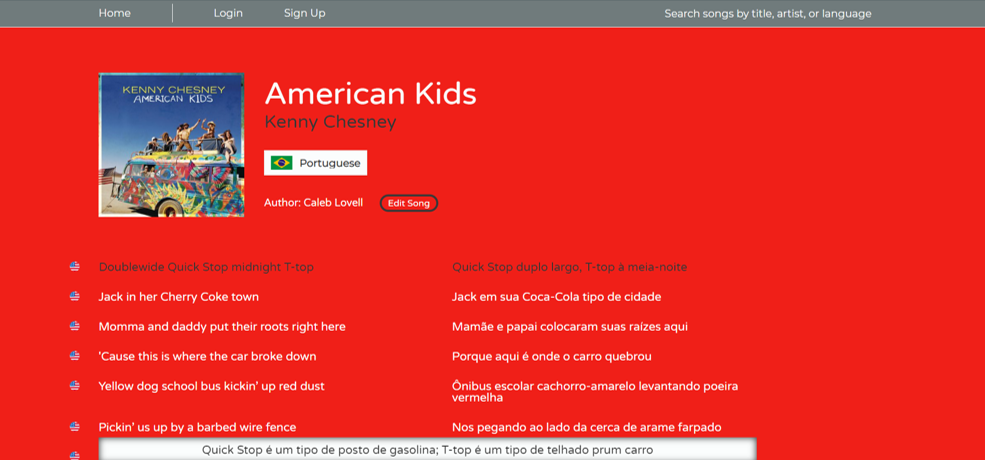 Home
Login
Sign Up
Search songs by title, artist, or language
KENNY CHESNEY
AMERICAN KIDS
American Kids
Kenny Chesney
Portuguese
Author: Caleb Lovell
Edit Song
Doublewide Quick Stop midnight T-top
Quick Stop duplo largo, T-top à meia-noite
Jack in her Cherry Coke town
Jack em sua Coca-Cola tipo de cidade
Momma and daddy put their roots right here
Mamãe e papai colocaram suas raízes aqui
'Cause this is where the car broke down
Porque aqui é onde o carro quebrou
Yellow dog school bus kickin' up red dust
Ônibus escolar cachorro-amarelo levantando poeira
vermelha
Pickin' us up by a barbed wire fence
Nos pegando ao lado da cerca de arame farpado
Quick Stop é um tipo de posto de gasolina; T-top é um tipo de telhado prum carro